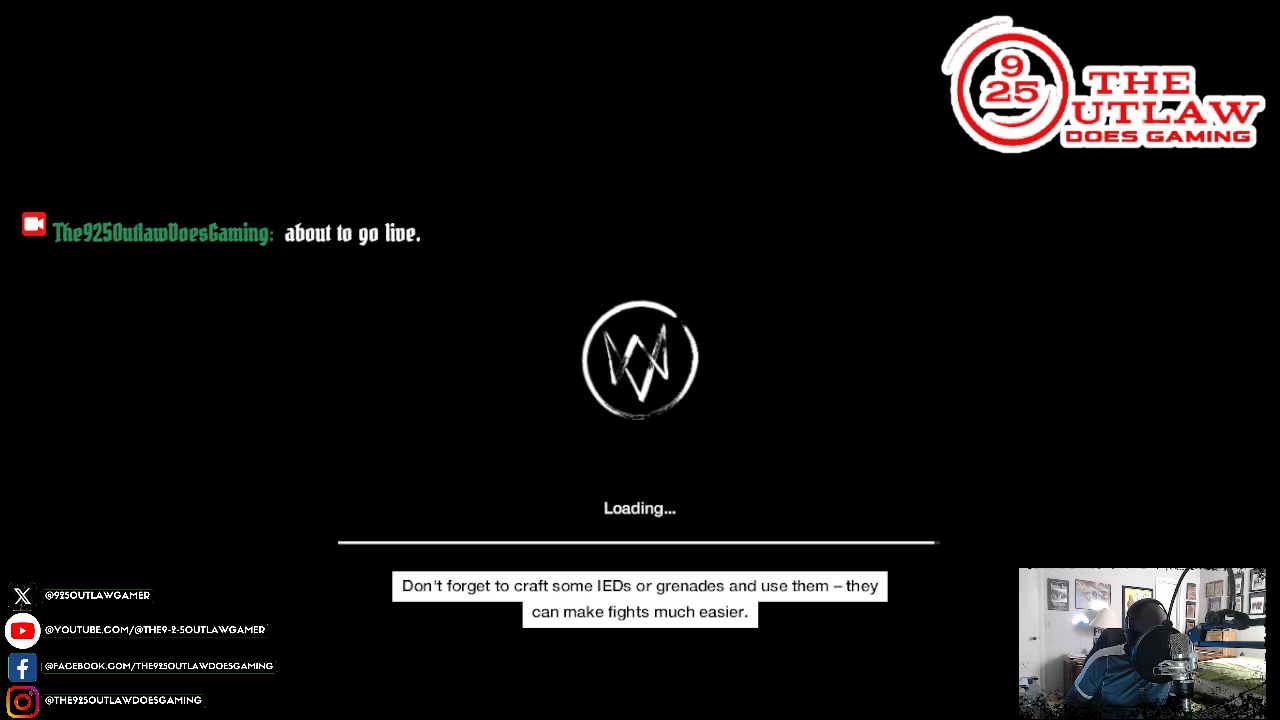 9
25
THE
OUTLAW
DOES GAMING
The925OutlawDoesGaming: about to go live.
Loading...
Don't forget to craft some IEDs or grenades and use them – they
can make fights much easier.
@925OUTLAWGAMER
@YOUTUBE.COM/@THE9-2-5OUTLAWGAMER
@FACEBOOK.COM/THE925OUTLAWDOESGAMING
@THE925OUTLAWDOESGAMING